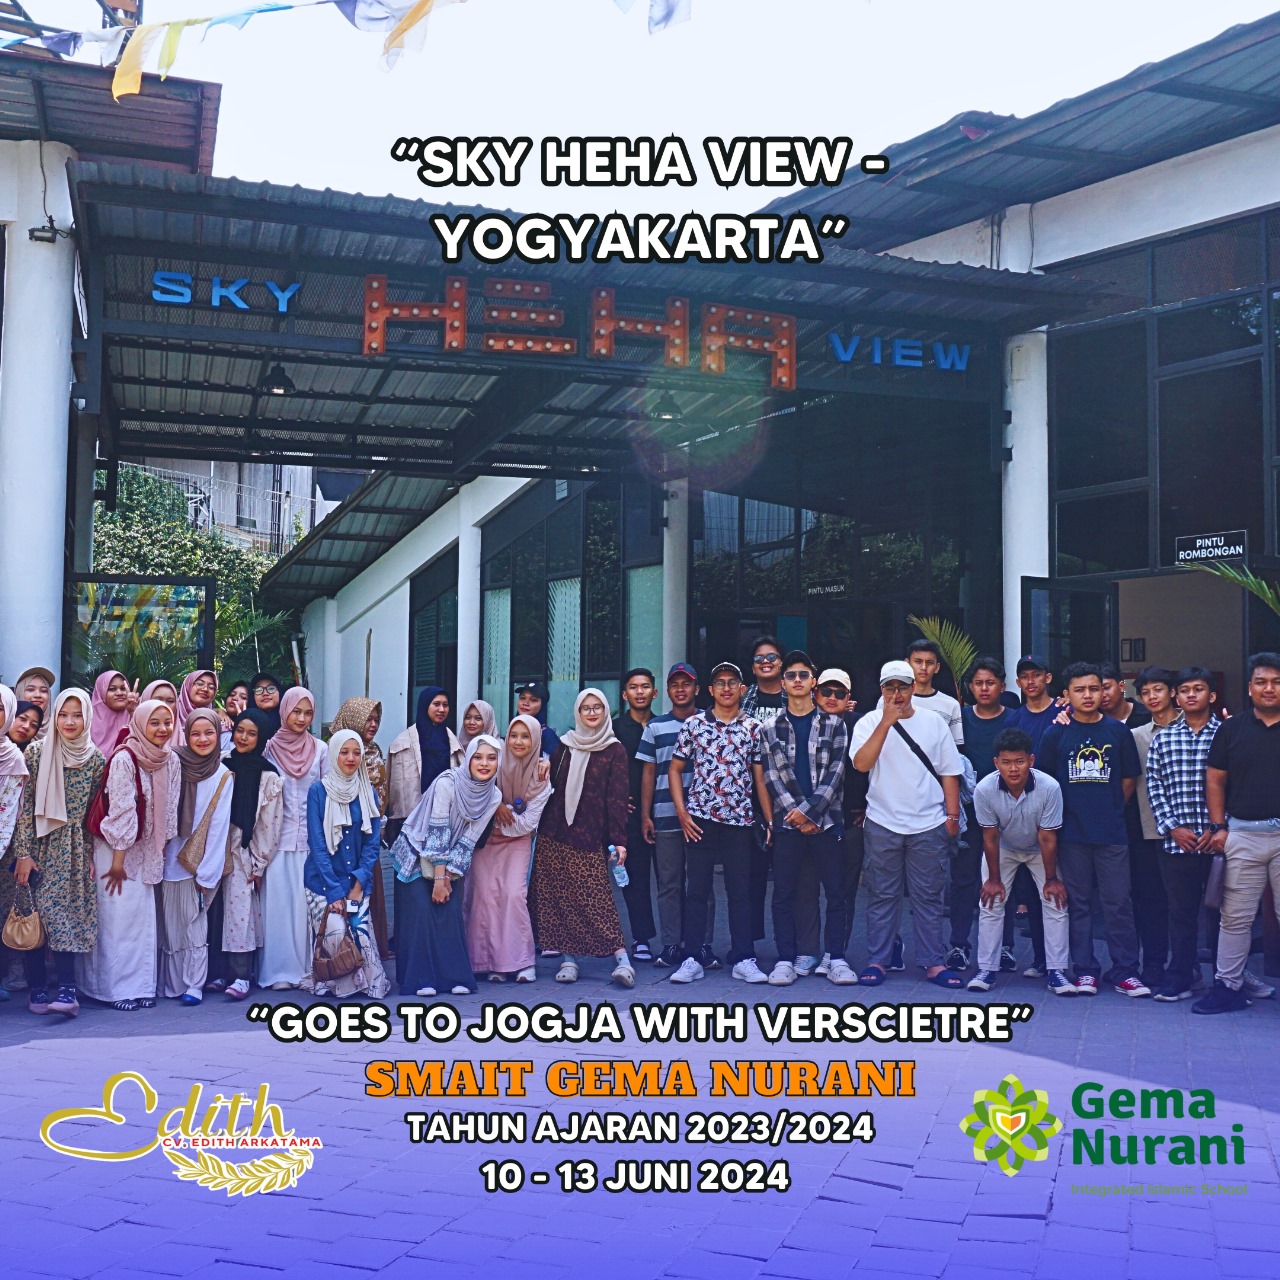 “SKY HEHA VIEW -
YOGYAKARTA”
SKY HEHA VIEW
PINTU
ROMBONGAN
PINTU MASUK
“GOES TO JOGJA WITH VERSCIETRE”
SMAIT GEMA NURANI
TAHUN AJARAN 2023/2024
10 - 13 JUNI 2024
Edith
CV. EDITH ARKATAMA
Gema
Nurani
Integrated Islamic School